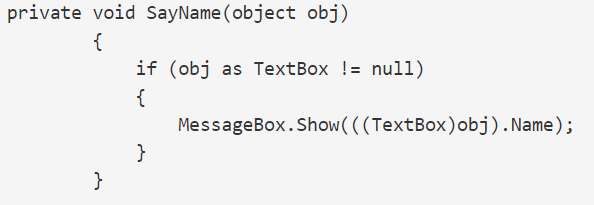 private void SayName(object obj)
{
if (obj as TextBox != null)
{
MessageBox.Show(((TextBox)obj).Name);
}
}